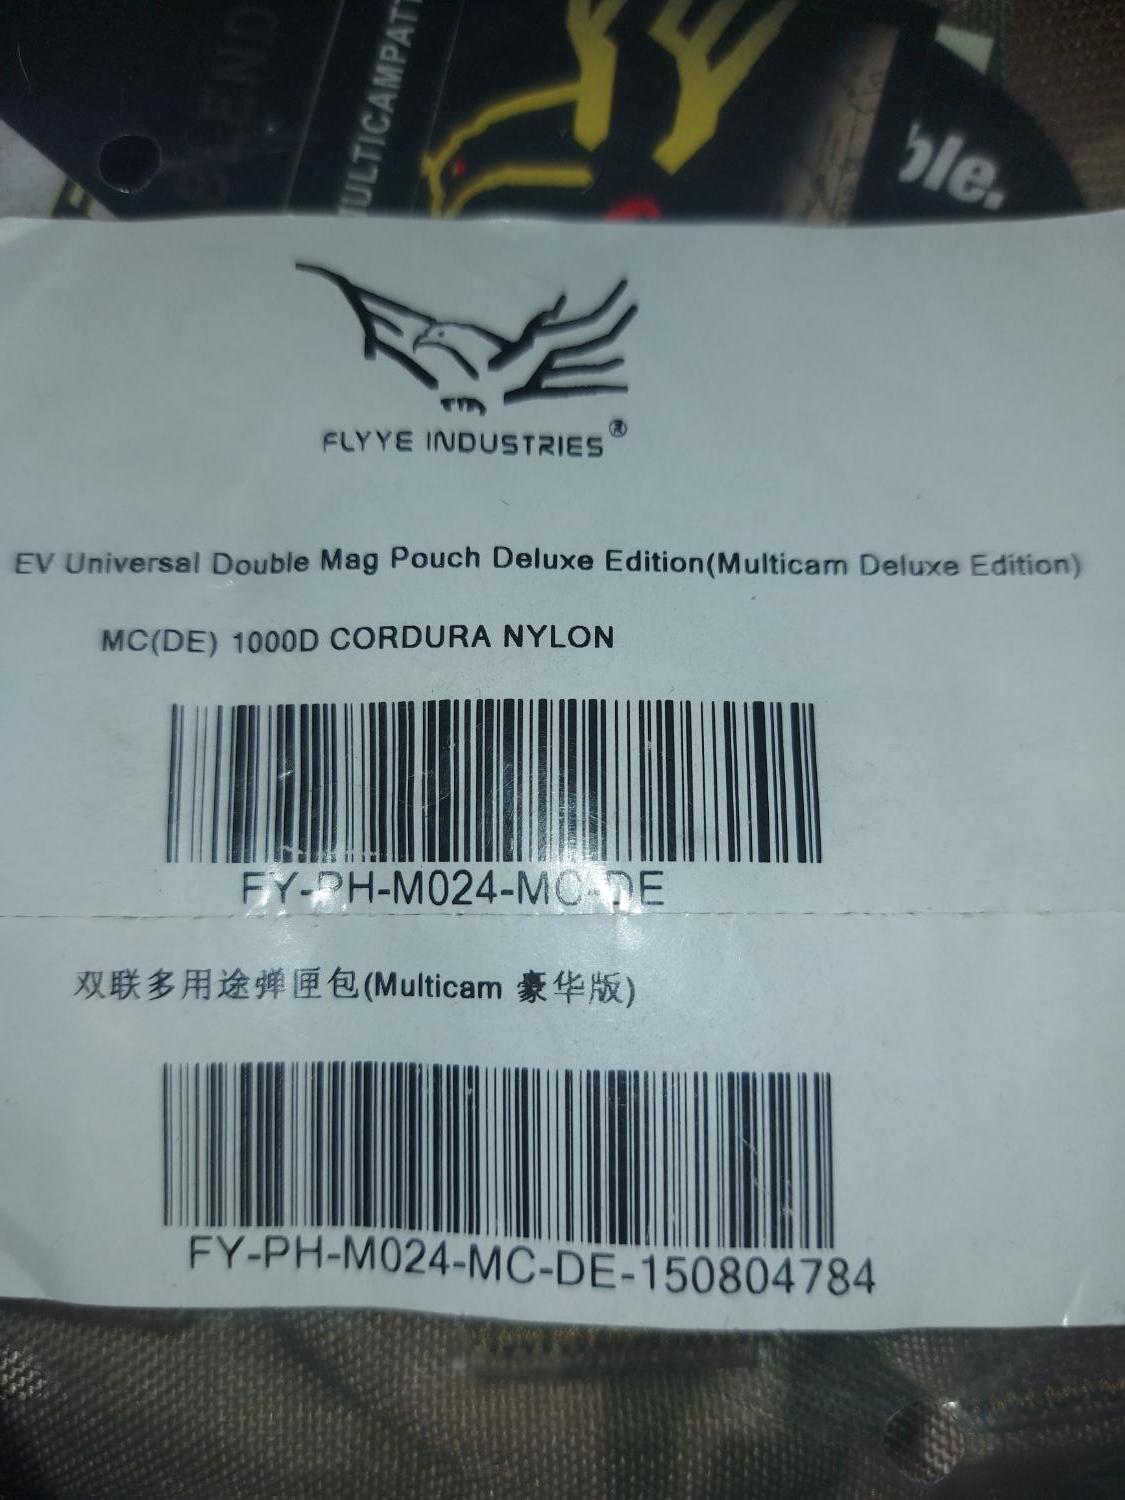 BLEND
MULTICAMPATT
ble.
FLYYE INDUSTRIES®
EV Universal Double Mag Pouch Deluxe Edition(Multicam Deluxe Edition)
MC(DE) 1000D CORDURA NYLON
FY-PH-M024-MC-DE
双联多用途弹匣包(Multicam 豪华版)
FY-PH-M024-MC-DE-150804784